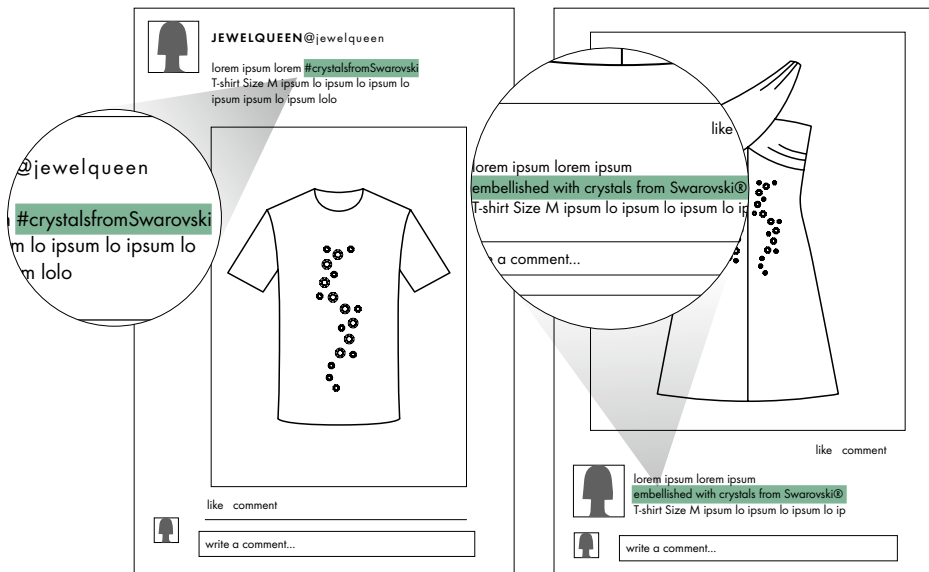 JEWELQUEEN@jewelqueen
lorem ipsum lorem #crystalsfromSwarovski
T-shirt Size M ipsum lo ipsum lo ipsum lo
ipsum ipsum lo ipsum lolo
@jewelqueen
#crystalsfromSwarovski
m lo ipsum lo ipsum lo
m lolo
like comment
write a comment...
like
lorem ipsum lorem ipsum
embellished with crystals from Swarovski®
T-shirt Size M ipsum lo ipsum lo ipsum lo ip
a comment...
like comment
lorem ipsum lorem ipsum
embellished with crystals from Swarovski®
T-shirt Size M ipsum lo ipsum lo ipsum lo ip
write a comment...